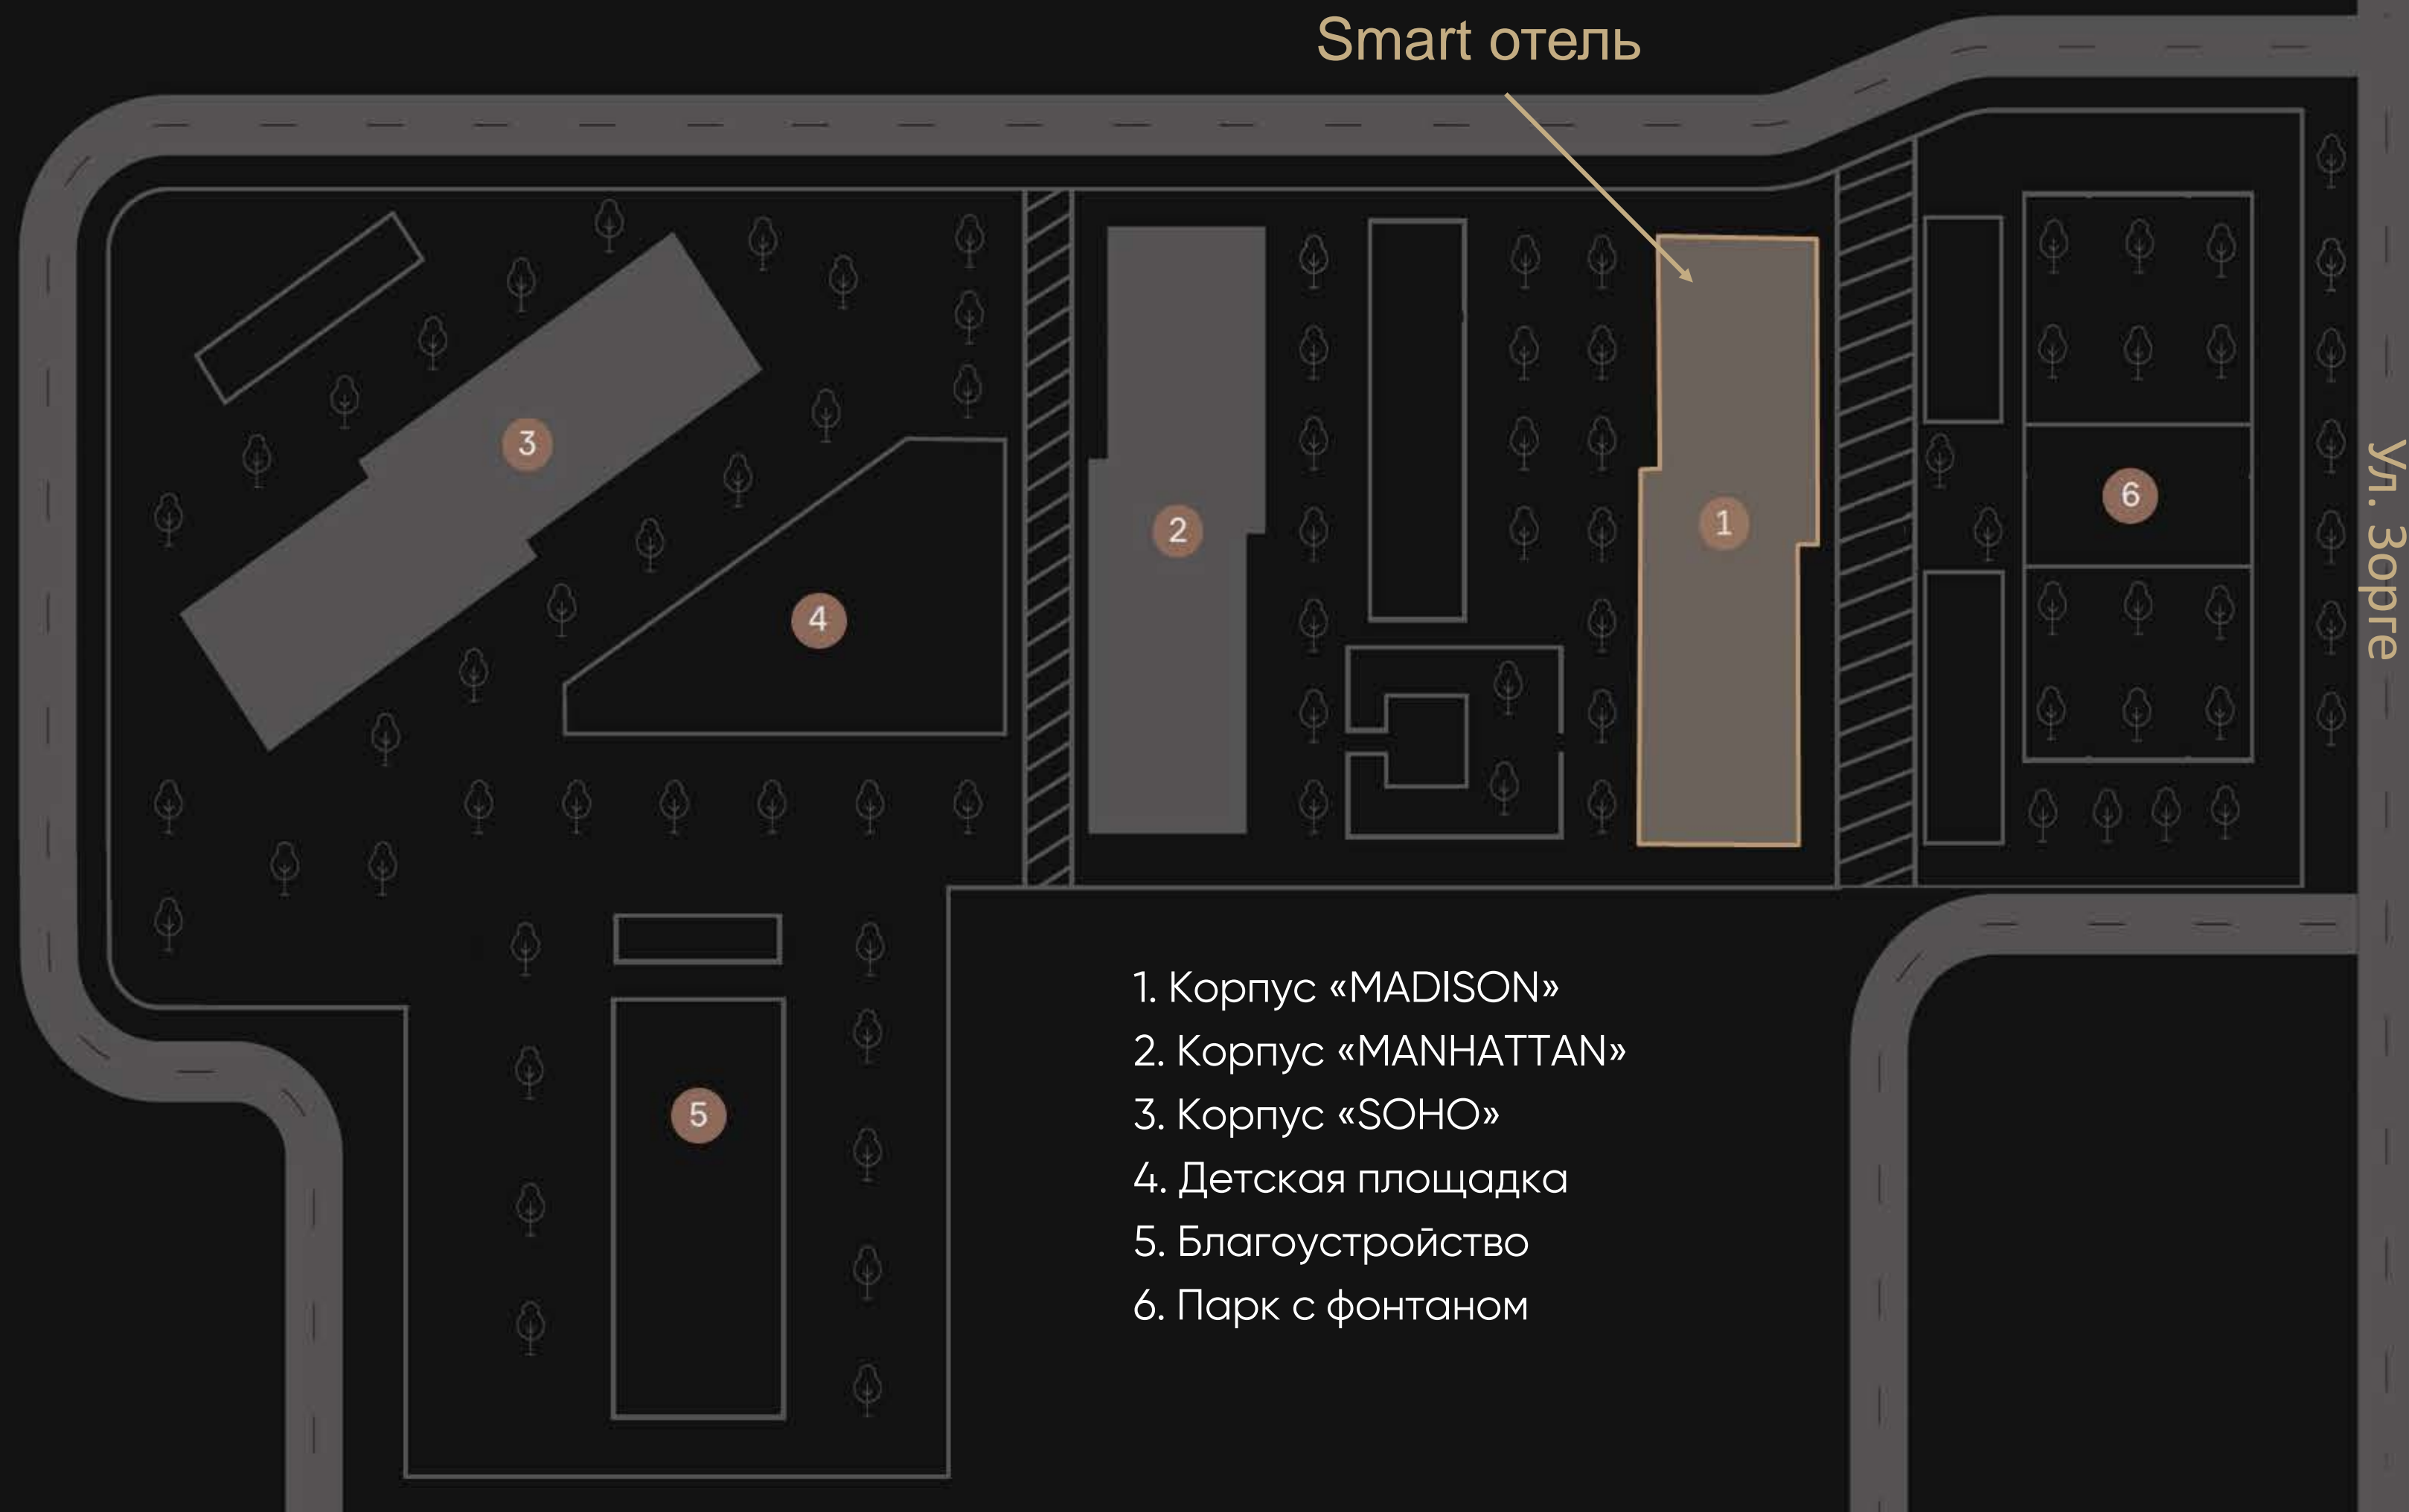 Smart отель
ул. Зорге
3
2
1
6
4
5
1. Корпус «MADISON»
2. Корпус «MANHATTAN»
3. Корпус «SOHO»
4. Детская площадка
5. Благоустройство
6. Парк с фонтаном